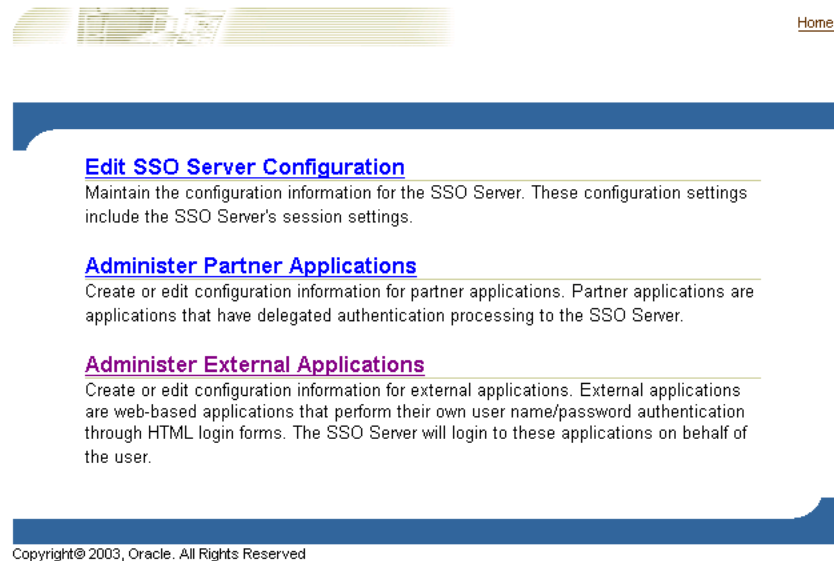 Home
Edit SSO Server Configuration
Maintain the configuration information for the SSO Server. These configuration settings
include the SSO Server's session settings.
Administer Partner Applications
Create or edit configuration information for partner applications. Partner applications are
applications that have delegated authentication processing to the SSO Server.
Administer External Applications
Create or edit configuration information for external applications. External applications
are web-based applications that perform their own user name/password authentication
through HTML login forms. The SSO Server will login to these applications on behalf of
the user.
Copyright© 2003, Oracle. All Rights Reserved